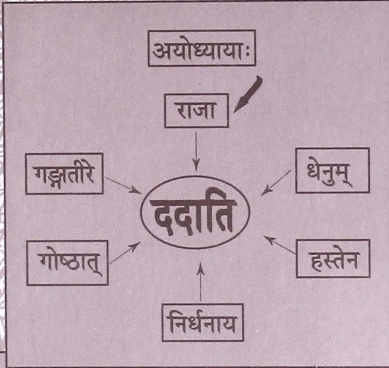 अयोध्यायाः
राजा
गङ्गातीरे
धेनुम्
ददाति
गोष्ठात्
हस्तेन
निर्धनाय